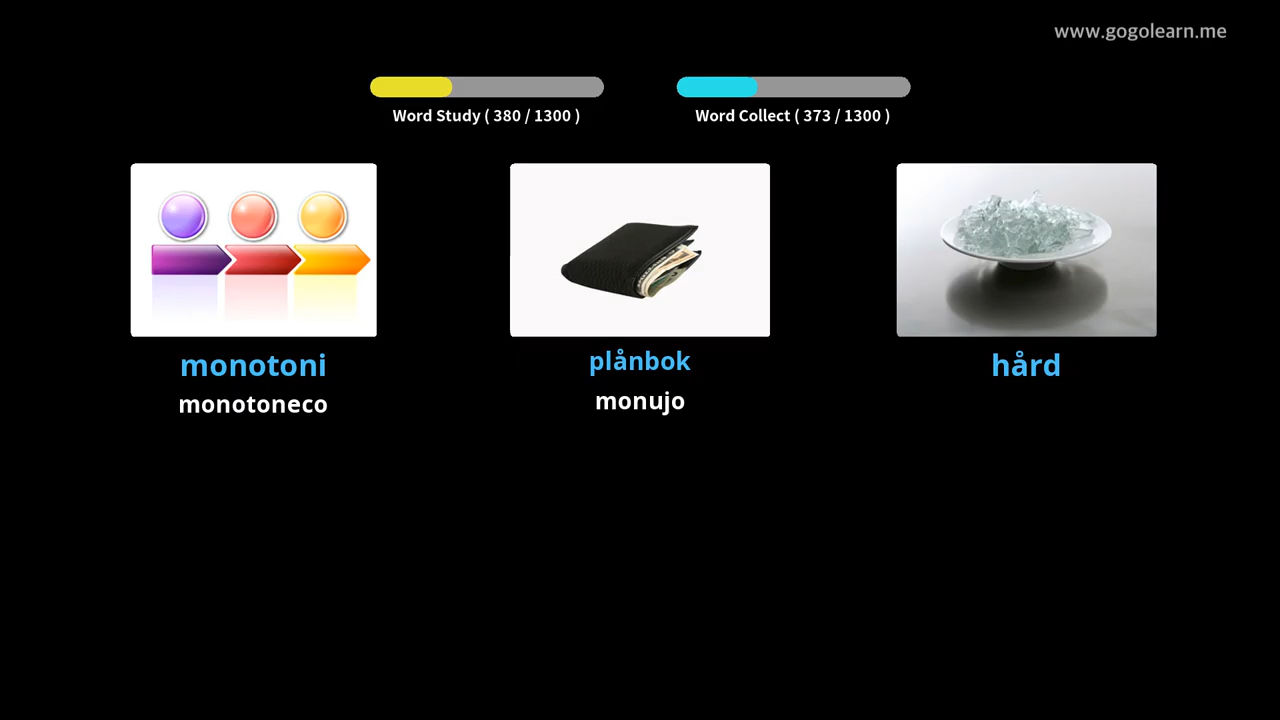 www.gogolearn.me
Word Study ( 380 / 1300 )
Word Collect ( 373 / 1300 )
monotoni
monotoneco
plånbok
monujo
hård